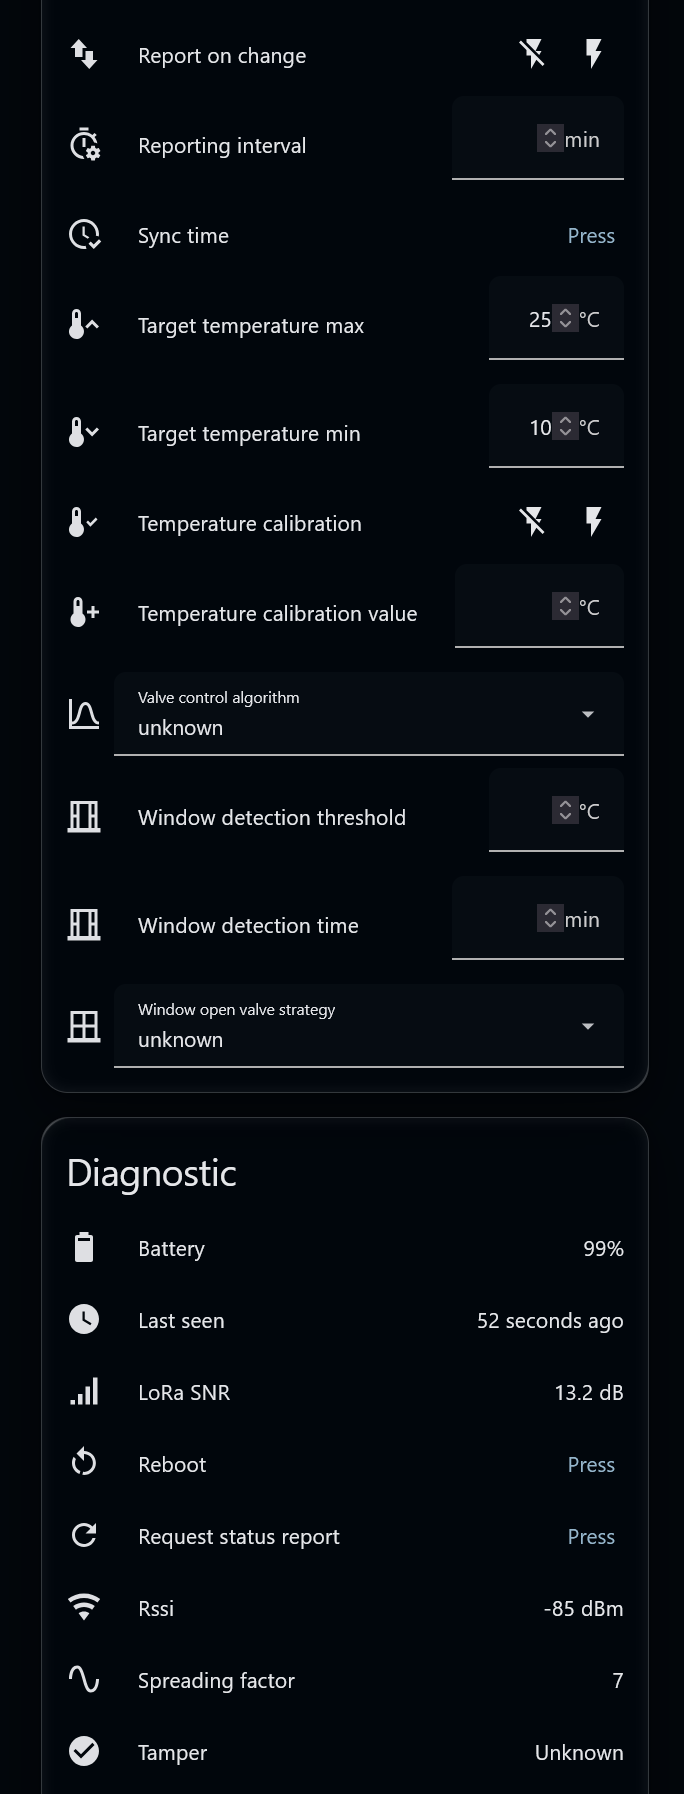 Report on change
Reporting interval
min
Sync time
Press
Target temperature max
25 °C
Target temperature min
10 °C
Temperature calibration
Temperature calibration value
°C
Valve control algorithm
unknown
Window detection threshold
°C
Window detection time
min
Window open valve strategy
unknown
Diagnostic
Battery
99%
Last seen
52 seconds ago
LoRa SNR
13.2 dB
Reboot
Press
Request status report
Press
Rssi
-85 dBm
Spreading factor
7
Tamper
Unknown